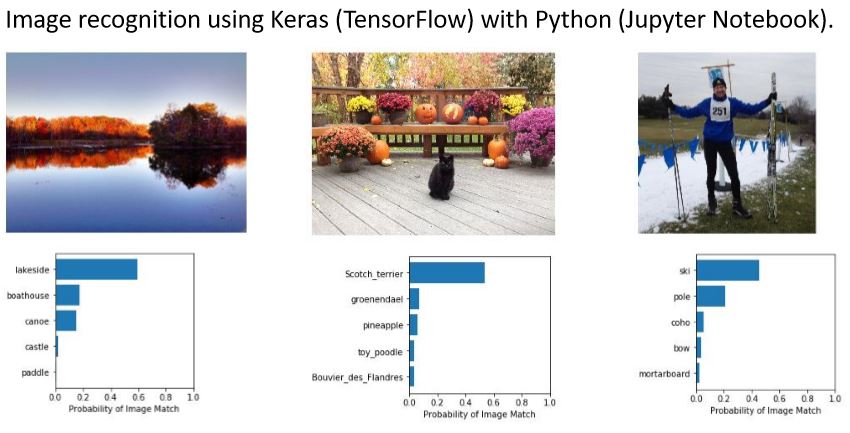 Image recognition using Keras (TensorFlow) with Python (Jupyter Notebook).
251
lakeside
boathouse
canoe
castle
paddle
0.0 0.2 0.4 0.6 0.8 1.0
Probability of Image Match
Scotch_terrier
groenendael
pineapple
toy_poodle
Bouvier_des_Flandres
0.0 0.2 0.4 0.6 0.8 1.0
Probability of Image Match
ski
pole
coho
bow
mortarboard
0.0 0.2 0.4 0.6 0.8 1.0
Probability of Image Match